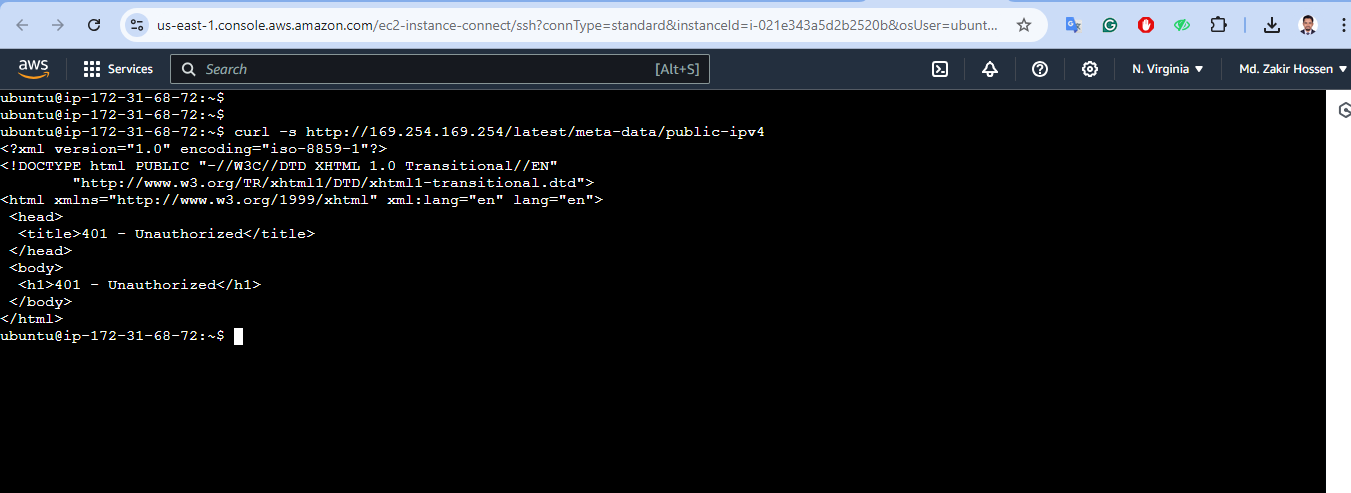 us-east-1.console.aws.amazon.com/ec2-instance-connect/ssh?connType=standard&instanceId=i-021e343a5d2b2520b&osUser=ubunt...
aws Services Search [Alt+S] N. Virginia Md. Zakir Hossen
ubuntu@ip-172-31-68-72:~$
ubuntu@ip-172-31-68-72:~$
ubuntu@ip-172-31-68-72:~$ curl -s http://169.254.169.254/latest/meta-data/public-ipv4
<?xml version="1.0" encoding="iso-8859-1"?>
<!DOCTYPE html PUBLIC "-//W3C//DTD XHTML 1.0 Transitional//EN"
        "http://www.w3.org/TR/xhtml1/DTD/xhtml1-transitional.dtd">
<html xmlns="http://www.w3.org/1999/xhtml" xml:lang="en" lang="en">
 <head>
  <title>401 - Unauthorized</title>
 </head>
 <body>
  <h1>401 - Unauthorized</h1>
 </body>
</html>
ubuntu@ip-172-31-68-72:~$